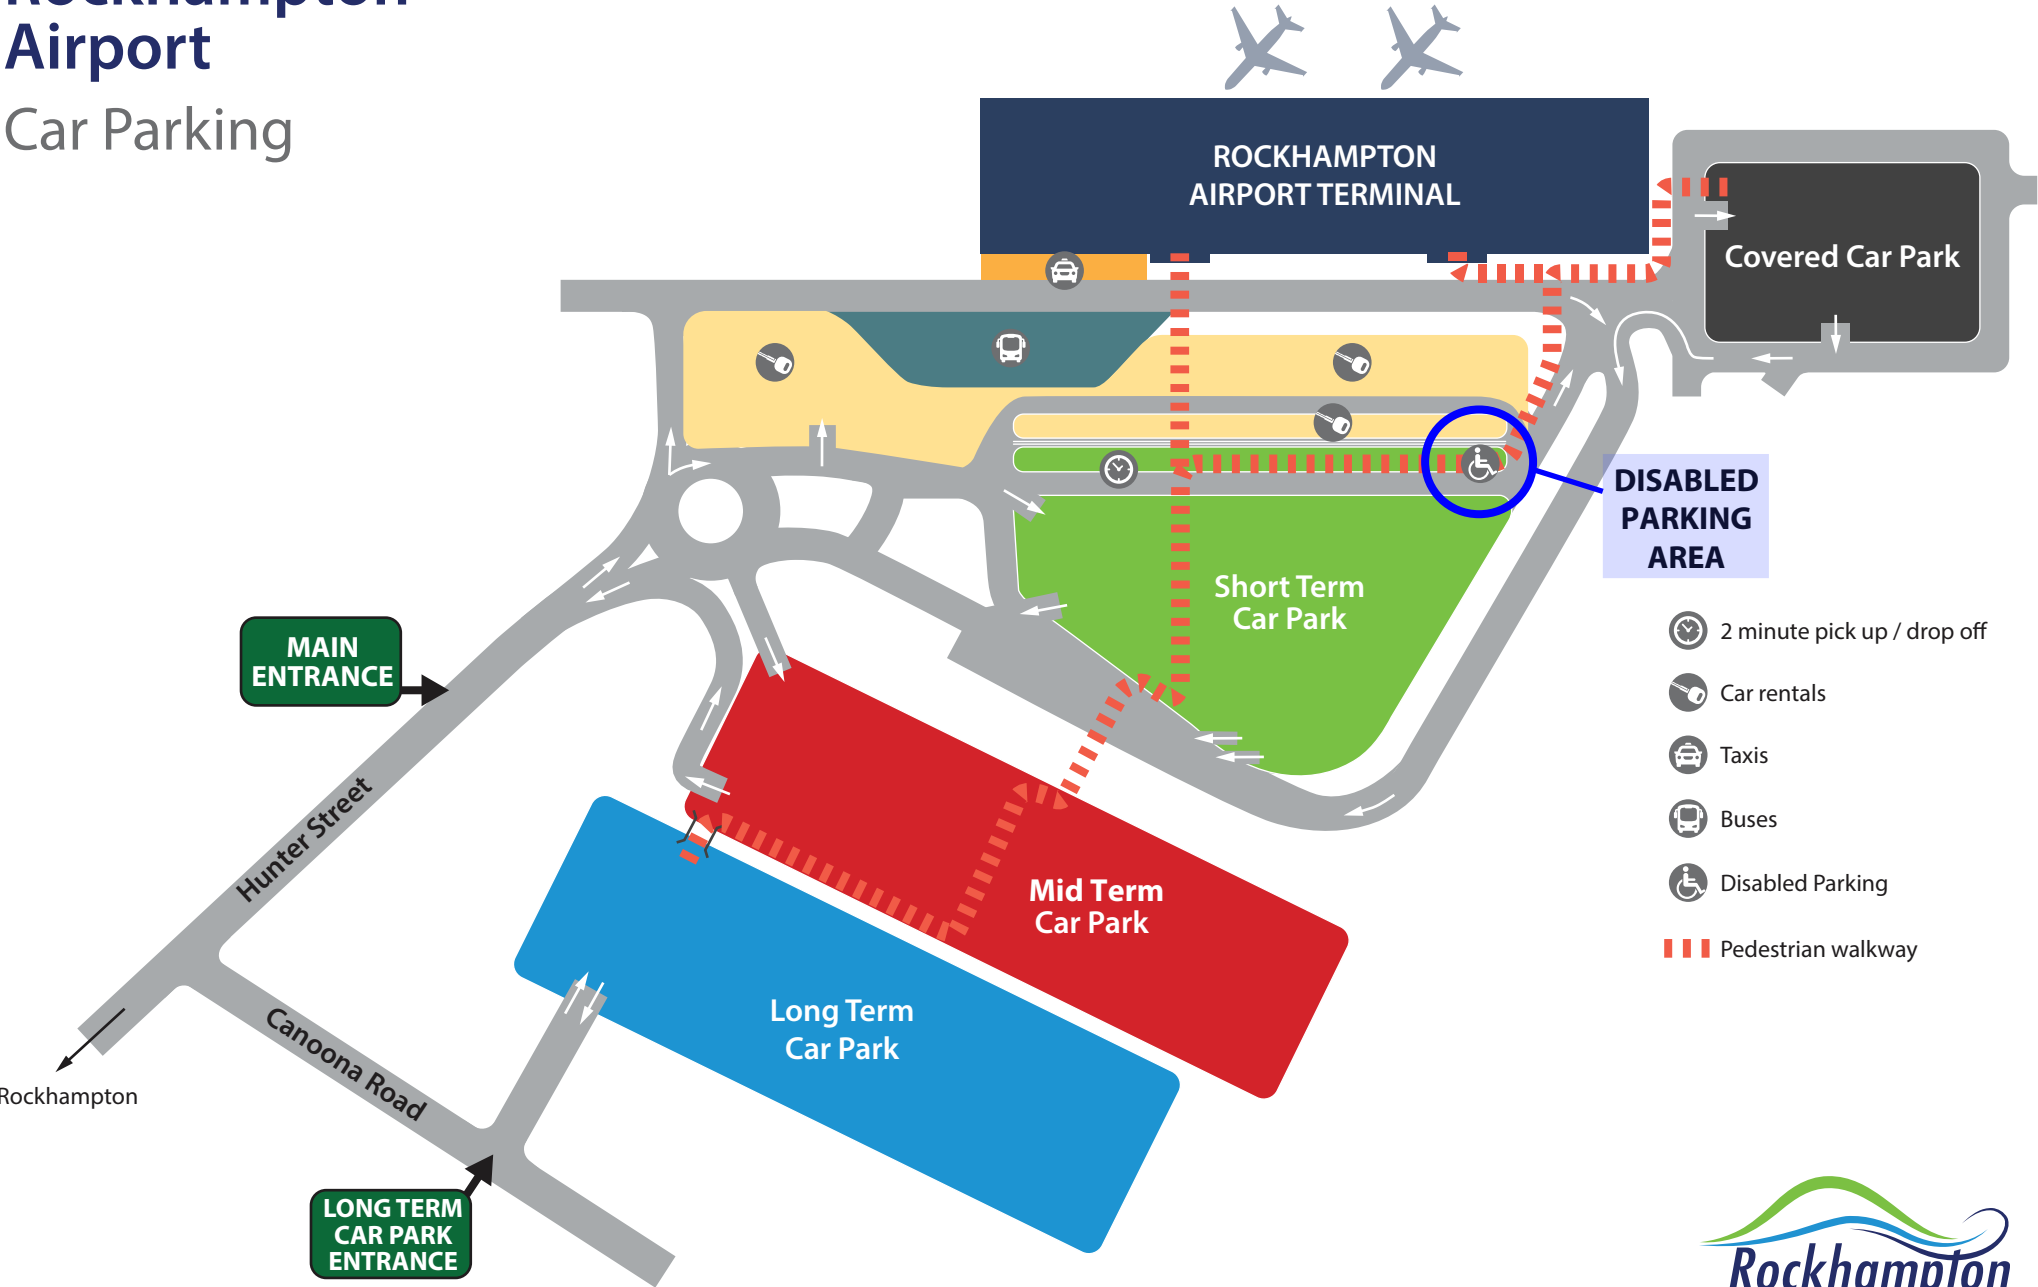 Rockhampton
Airport
Car Parking
ROCKHAMPTON
AIRPORT TERMINAL
Covered Car Park
DISABLED
PARKING
AREA
Short Term
Car Park
MAIN
ENTRANCE
2 minute pick up / drop off
Car rentals
Taxis
Buses
Disabled Parking
Pedestrian walkway
Hunter Street
Mid Term
Car Park
Long Term
Car Park
Canoona Road
Rockhampton
LONG TERM
CAR PARK
ENTRANCE
Rockhampton